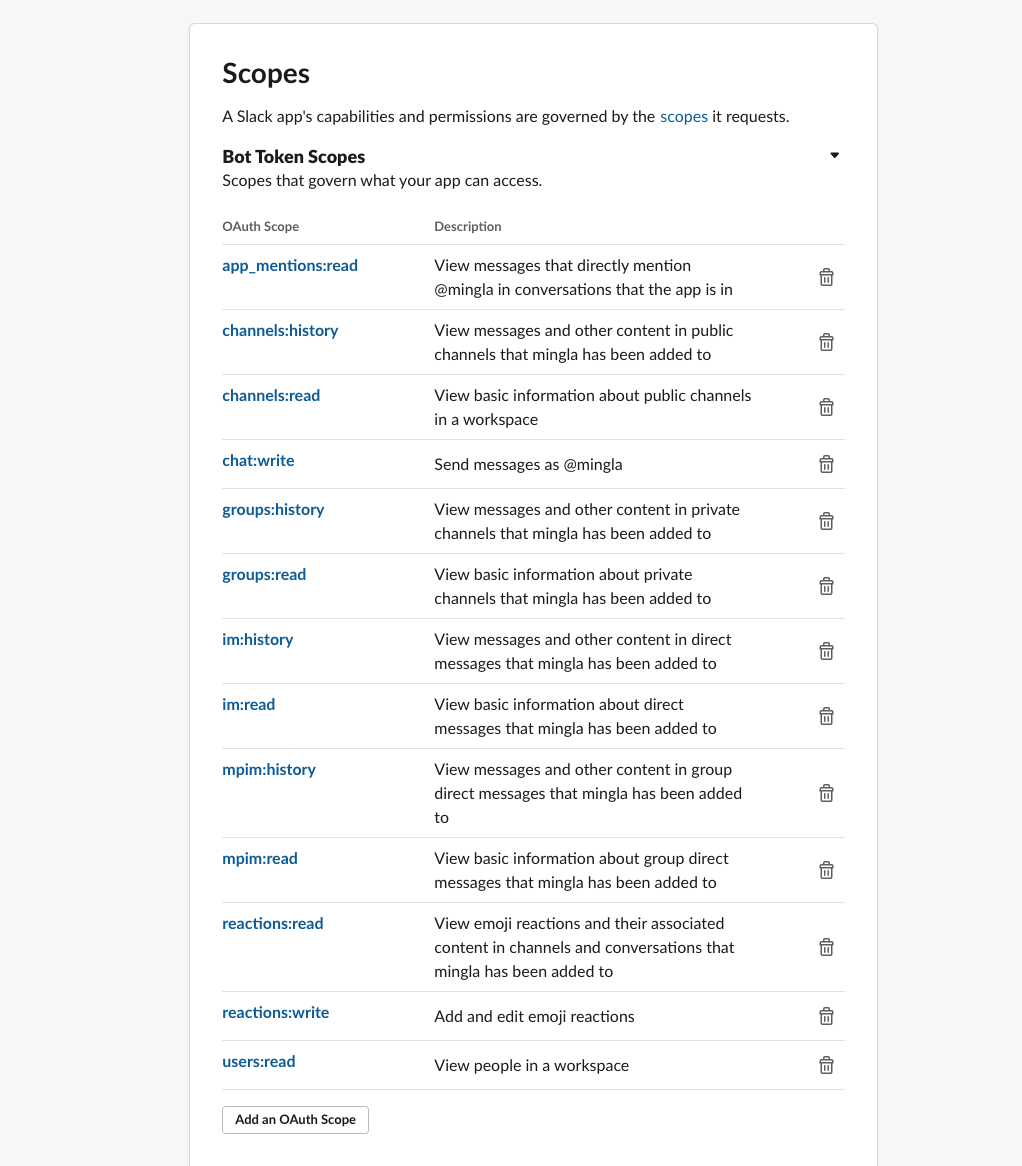 Scopes
A Slack app's capabilities and permissions are governed by the scopes it requests.
Bot Token Scopes
Scopes that govern what your app can access.
OAuth Scope Description
app_mentions:read View messages that directly mention
@mingla in conversations that the app is in
channels:history View messages and other content in public
channels that mingla has been added to
channels:read View basic information about public channels
in a workspace
chat:write Send messages as @mingla
groups:history View messages and other content in private
channels that mingla has been added to
groups:read View basic information about private
channels that mingla has been added to
im:history View messages and other content in direct
messages that mingla has been added to
im:read View basic information about direct
messages that mingla has been added to
mpim:history View messages and other content in group
direct messages that mingla has been added
to
mpim:read View basic information about group direct
messages that mingla has been added to
reactions:read View emoji reactions and their associated
content in channels and conversations that
mingla has been added to
reactions:write Add and edit emoji reactions
users:read View people in a workspace
Add an OAuth Scope